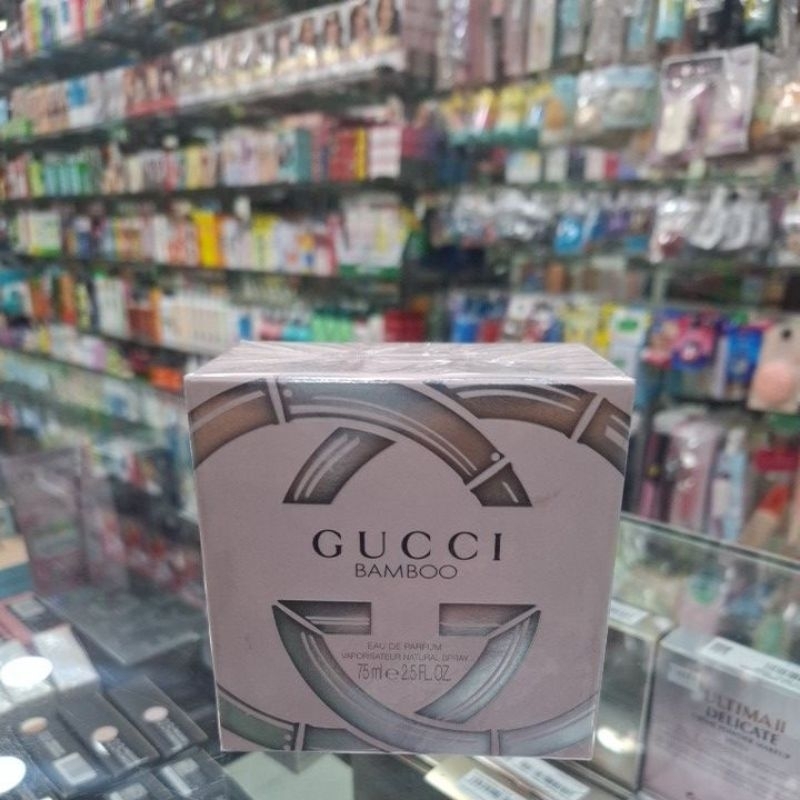 GUCCI
BAMBOO
EAU DE PARFUM
VAPORISATEUR NATURAL SPRAY
75 ml e 2.5 FL.OZ.
ULTIMA II
DELICATE